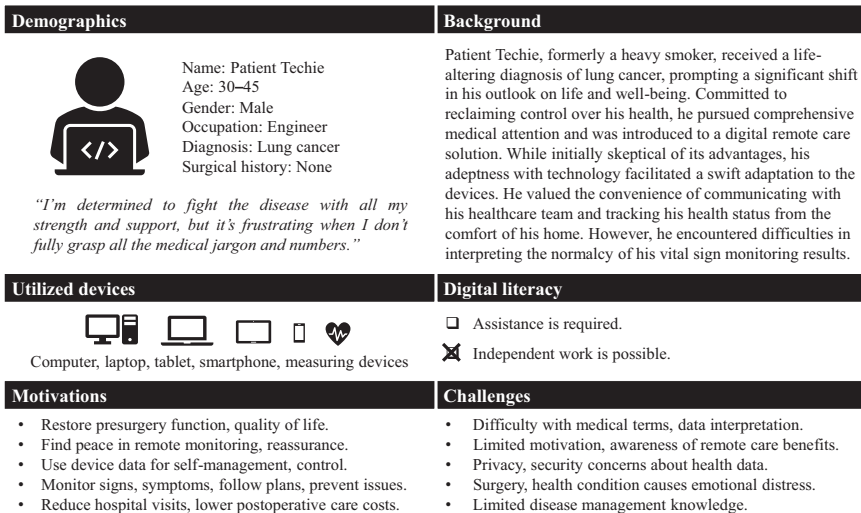 Demographics
</>
Name: Patient Techie
Age: 30–45
Gender: Male
Occupation: Engineer
Diagnosis: Lung cancer
Surgical history: None
“I’m determined to fight the disease with all my
strength and support, but it’s frustrating when I don’t
fully grasp all the medical jargon and numbers.”
Background
Patient Techie, formerly a heavy smoker, received a life-
altering diagnosis of lung cancer, prompting a significant shift
in his outlook on life and well-being. Committed to
reclaiming control over his health, he pursued comprehensive
medical attention and was introduced to a digital remote care
solution. While initially skeptical of its advantages, his
adeptness with technology facilitated a swift adaptation to the
devices. He valued the convenience of communicating with
his healthcare team and tracking his health status from the
comfort of his home. However, he encountered difficulties in
interpreting the normalcy of his vital sign monitoring results.
Utilized devices
Computer, laptop, tablet, smartphone, measuring devices
Digital literacy
Assistance is required.
Independent work is possible.
Motivations
• Restore presurgery function, quality of life.
• Find peace in remote monitoring, reassurance.
• Use device data for self-management, control.
• Monitor signs, symptoms, follow plans, prevent issues.
• Reduce hospital visits, lower postoperative care costs.
Challenges
• Difficulty with medical terms, data interpretation.
• Limited motivation, awareness of remote care benefits.
• Privacy, security concerns about health data.
• Surgery, health condition causes emotional distress.
• Limited disease management knowledge.